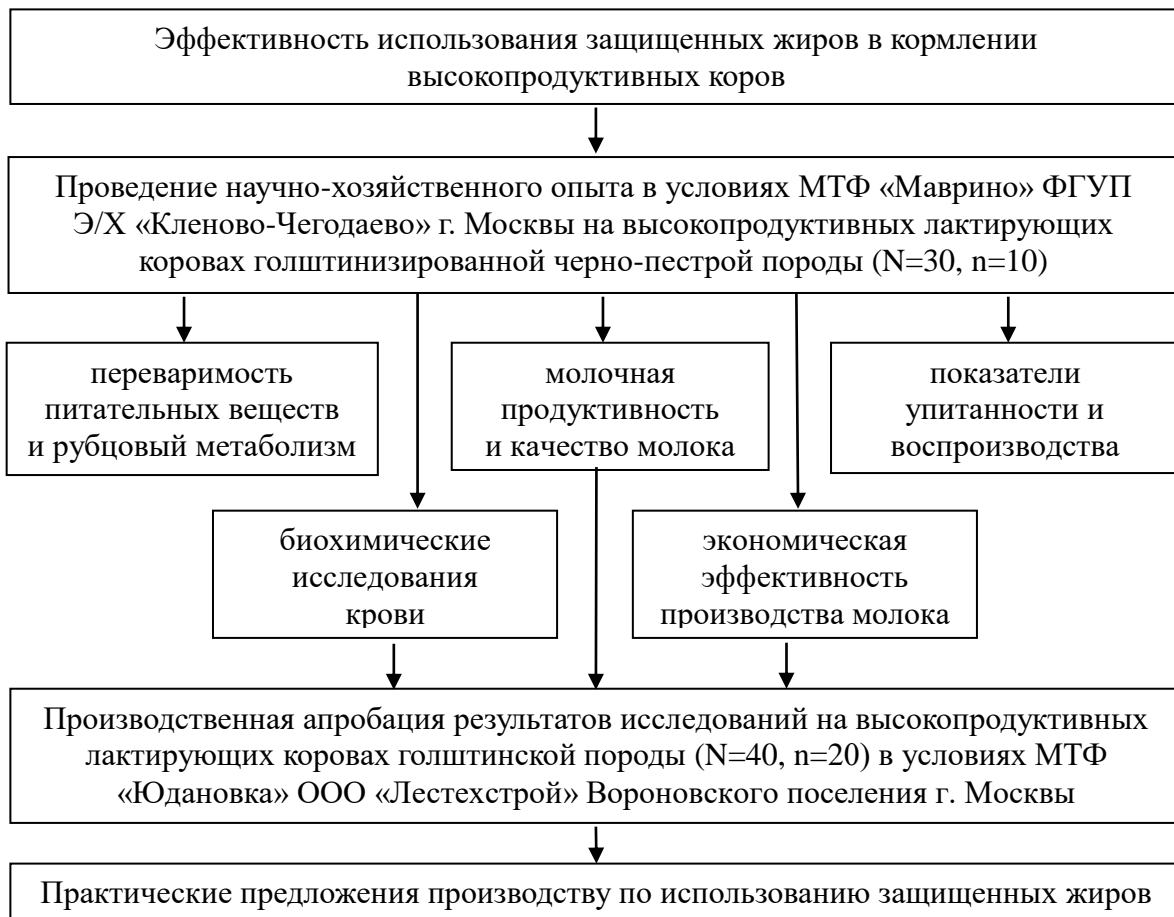 Эффективность использования защищенных жиров в кормлении
высокопродуктивных коров
Проведение научно-хозяйственного опыта в условиях МТФ «Маврино» ФГУП
Э/Х «Кленово-Чегодаево» г. Москвы на высокопродуктивных лактирующих
коровах голштинизированной черно-пестрой породы (N=30, n=10)
переваримость
питательных веществ
и рубцовый метаболизм
молочная
продуктивность
и качество молока
показатели
упитанности и
воспроизводства
биохимические
исследования
крови
экономическая
эффективность
производства молока
Производственная апробация результатов исследований на высокопродуктивных
лактирующих коровах голштинской породы (N=40, n=20) в условиях МТФ
«Юдановка» ООО «Лестехстрой» Вороновского поселения г. Москвы
Практические предложения производству по использованию защищенных жиров